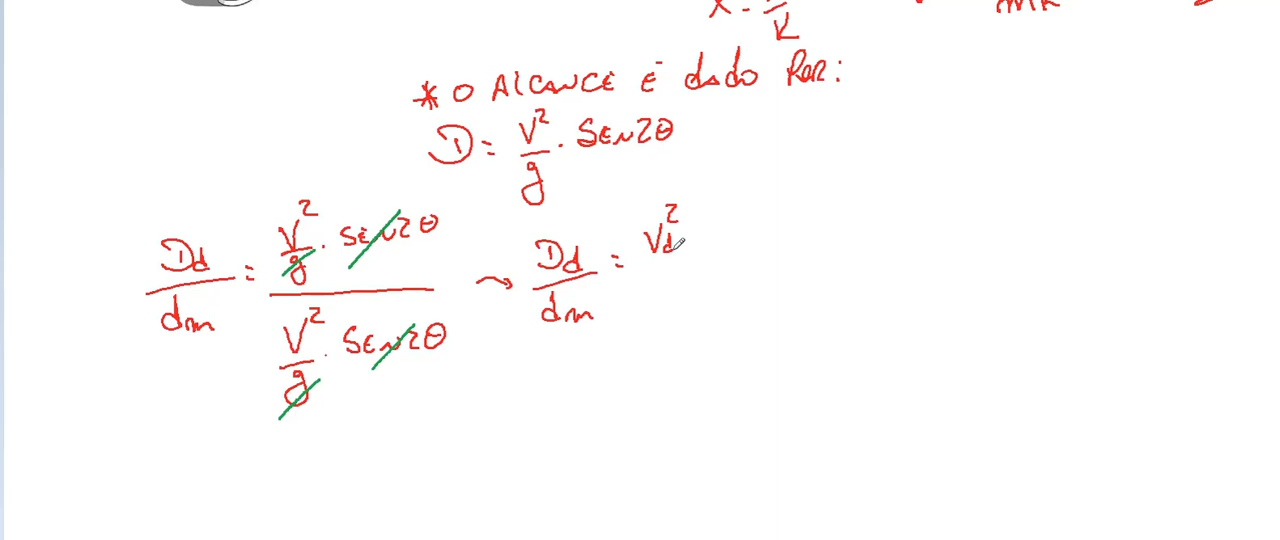 x = /K
* O ALCANCE É dado POR:
D = V²/g . SEN2θ
Dd/dm = (V²/g . SEN2θ)/(V²/g . SEN2θ) → Dd/dm = Vd²